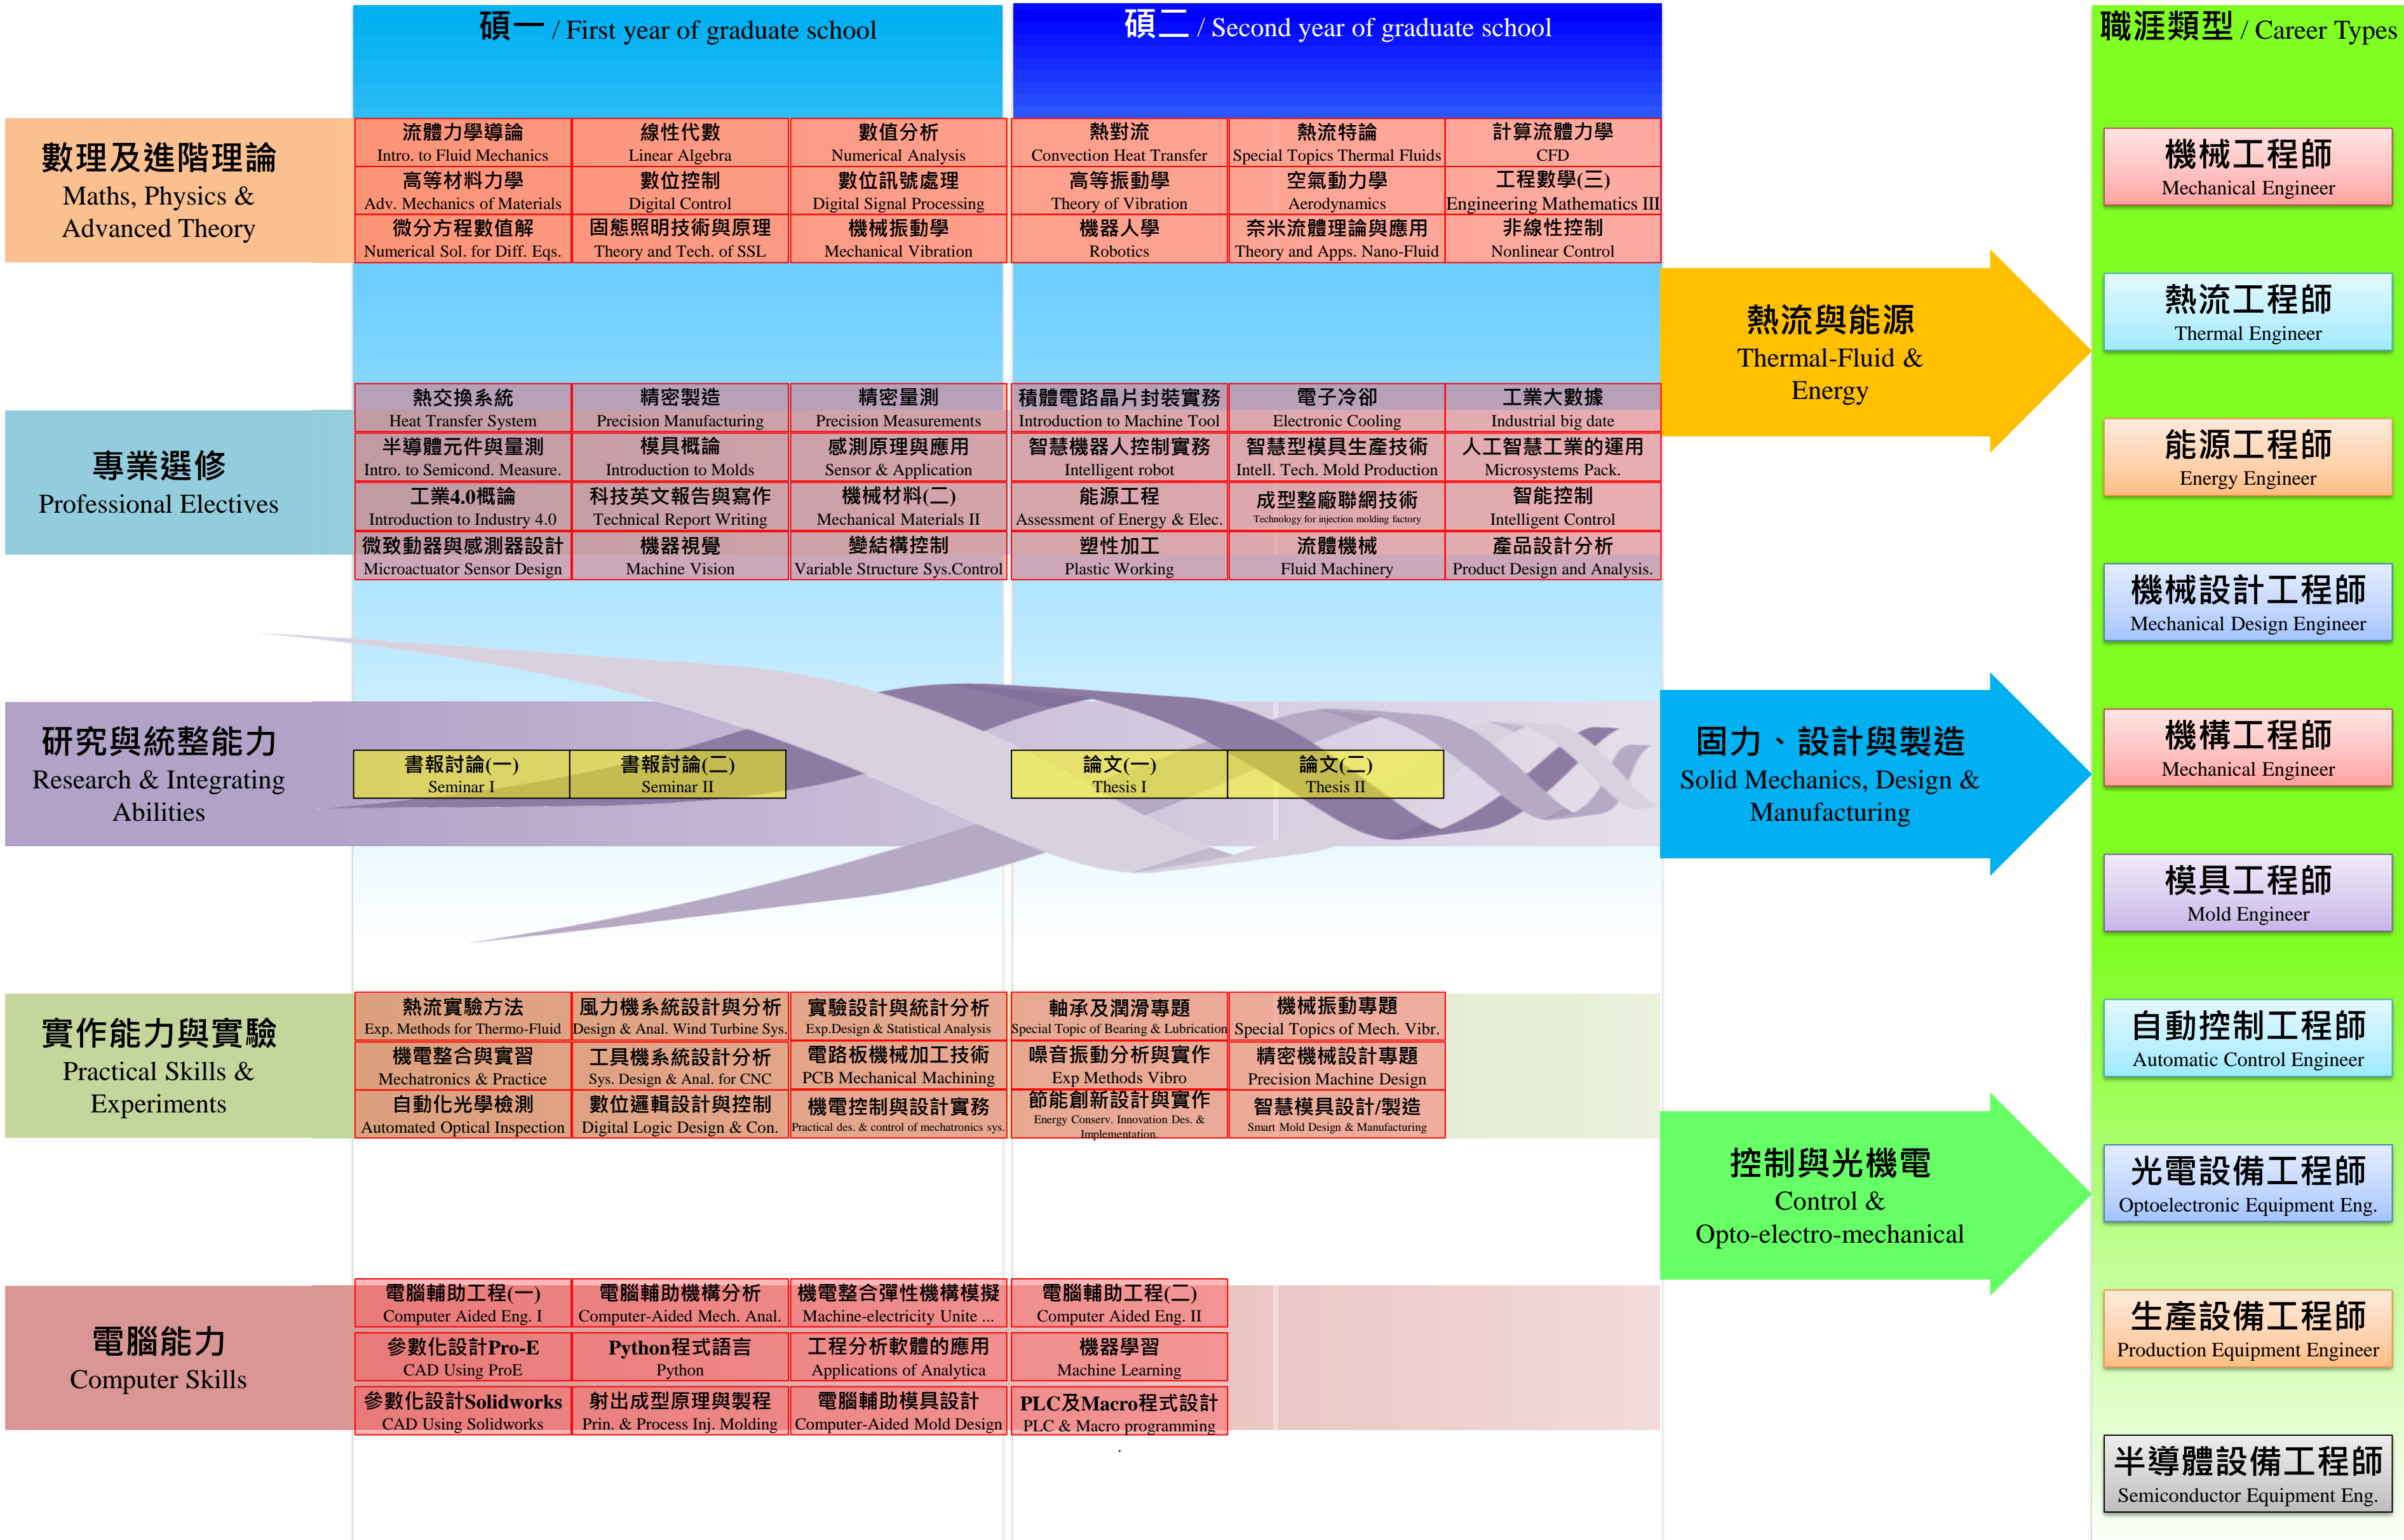 碩一 / First year of graduate school
碩二 / Second year of graduate school
職涯類型 / Career Types
數理及進階理論
Maths, Physics &
Advanced Theory
流體力學導論
Intro. to Fluid Mechanics
線性代數
Linear Algebra
數值分析
Numerical Analysis
熱對流
Convection Heat Transfer
熱流特論
Special Topics Thermal Fluids
計算流體力學
CFD
高等材料力學
Adv. Mechanics of Materials
數位控制
Digital Control
數位訊號處理
Digital Signal Processing
高等振動學
Theory of Vibration
空氣動力學
Aerodynamics
工程數學(三)
Engineering Mathematics III
微分方程數值解
Numerical Sol. for Diff. Eqs.
固態照明技術與原理
Theory and Tech. of SSL
機械振動學
Mechanical Vibration
機器人學
Robotics
奈米流體理論與應用
Theory and Apps. Nano-Fluid
非線性控制
Nonlinear Control
專業選修
Professional Electives
熱交換系統
Heat Transfer System
精密製造
Precision Manufacturing
精密量測
Precision Measurements
積體電路晶片封裝實務
Introduction to Machine Tool
電子冷卻
Electronic Cooling
工業大數據
Industrial big date
半導體元件與量測
Intro. to Semicond. Measure.
模具概論
Introduction to Molds
感測原理與應用
Sensor & Application
智慧機器人控制實務
Intelligent robot
智慧型模具生產技術
Intell. Tech. Mold Production
人工智慧工業的運用
Microsystems Pack.
工業4.0概論
Introduction to Industry 4.0
科技英文報告與寫作
Technical Report Writing
機械材料(二)
Mechanical Materials II
能源工程
Assessment of Energy & Elec.
成型整廠聯網技術
Technology for injection molding factory
智能控制
Intelligent Control
微致動器與感測器設計
Microactuator Sensor Design
機器視覺
Machine Vision
變結構控制
Variable Structure Sys.Control
塑性加工
Plastic Working
流體機械
Fluid Machinery
產品設計分析
Product Design and Analysis.
研究與統整能力
Research & Integrating
Abilities
書報討論(一)
Seminar I
書報討論(二)
Seminar II
論文(一)
Thesis I
論文(二)
Thesis II
實作能力與實驗
Practical Skills &
Experiments
熱流實驗方法
Exp. Methods for Thermo-Fluid
風力機系統設計與分析
Design & Anal. Wind Turbine Sys.
實驗設計與統計分析
Exp.Design & Statistical Analysis
軸承及潤滑專題
Special Topic of Bearing & Lubrication
機械振動專題
Special Topics of Mech. Vibr.
機電整合與實習
Mechatronics & Practice
工具機系統設計分析
Sys. Design & Anal. for CNC
電路板機械加工技術
PCB Mechanical Machining
噪音振動分析與實作
Exp Methods Vibro
精密機械設計專題
Precision Machine Design
自動化光學檢測
Automated Optical Inspection
數位邏輯設計與控制
Digital Logic Design & Con.
機電控制與設計實務
Practical des. & control of mechatronics sys.
節能創新設計與實作
Energy Conserv. Innovation Des. &
Implementation.
智慧模具設計/製造
Smart Mold Design & Manufacturing
電腦能力
Computer Skills
電腦輔助工程(一)
Computer Aided Eng. I
電腦輔助機構分析
Computer-Aided Mech. Anal.
機電整合彈性機構模擬
Machine-electricity Unite ...
電腦輔助工程(二)
Computer Aided Eng. II
參數化設計Pro-E
CAD Using ProE
Python程式語言
Python
工程分析軟體的應用
Applications of Analytica
機器學習
Machine Learning
參數化設計Solidworks
CAD Using Solidworks
射出成型原理與製程
Prin. & Process Inj. Molding
電腦輔助模具設計
Computer-Aided Mold Design
PLC及Macro程式設計
PLC & Macro programming
.
熱流與能源
Thermal-Fluid &
Energy
固力、設計與製造
Solid Mechanics, Design &
Manufacturing
控制與光機電
Control &
Opto-electro-mechanical
機械工程師
Mechanical Engineer
熱流工程師
Thermal Engineer
能源工程師
Energy Engineer
機械設計工程師
Mechanical Design Engineer
機構工程師
Mechanical Engineer
模具工程師
Mold Engineer
自動控制工程師
Automatic Control Engineer
光電設備工程師
Optoelectronic Equipment Eng.
生產設備工程師
Production Equipment Engineer
半導體設備工程師
Semiconductor Equipment Eng.